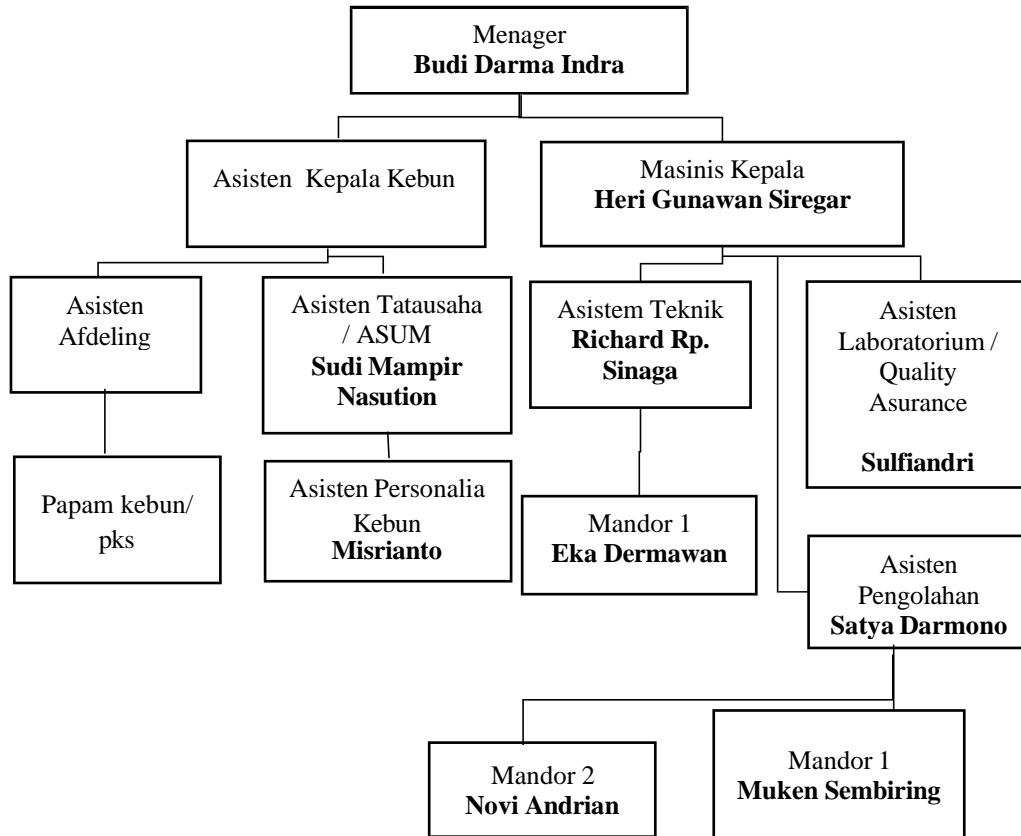 Menager
Budi Darma Indra
Asisten Kepala Kebun
Masinis Kepala
Heri Gunawan Siregar
Asisten
Afdeling
Asisten Tatausaha
/ ASUM
Sudi Mampir
Nasution
Asistem Teknik
Richard Rp.
Sinaga
Asisten
Laboratorium /
Quality
Asurance
Sulfiandri
Papam kebun/
pks
Asisten Personalia
Kebun
Misrianto
Mandor 1
Eka Dermawan
Asisten
Pengolahan
Satya Darmono
Mandor 2
Novi Andrian
Mandor 1
Muken Sembiring